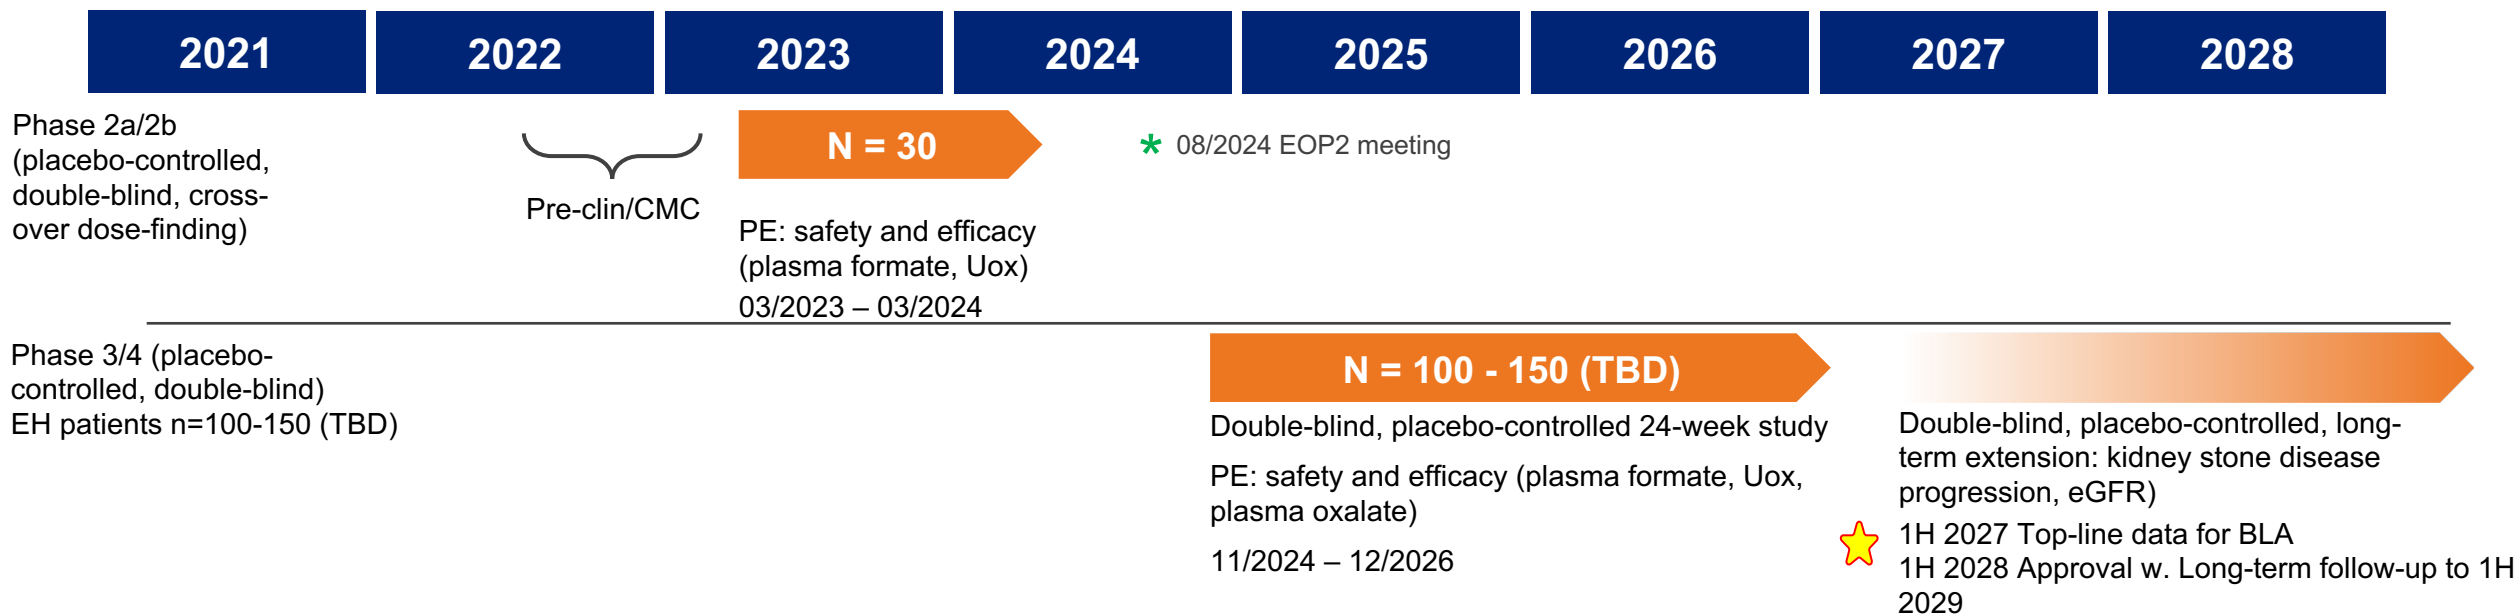 2021
2022
2023
2024
2025
2026
2027
2028
Phase 2a/2b
(placebo-controlled,
double-blind, cross-
over dose-finding)
Pre-clin/CMC
N = 30
* 08/2024 EOP2 meeting
PE: safety and efficacy
(plasma formate, Uox)
03/2023 – 03/2024
Phase 3/4 (placebo-
controlled, double-blind)
EH patients n=100-150 (TBD)
N = 100 - 150 (TBD)
Double-blind, placebo-controlled 24-week study
PE: safety and efficacy (plasma formate, Uox,
plasma oxalate)
11/2024 – 12/2026
Double-blind, placebo-controlled, long-
term extension: kidney stone disease
progression, eGFR)
1H 2027 Top-line data for BLA
1H 2028 Approval w. Long-term follow-up to 1H
2029